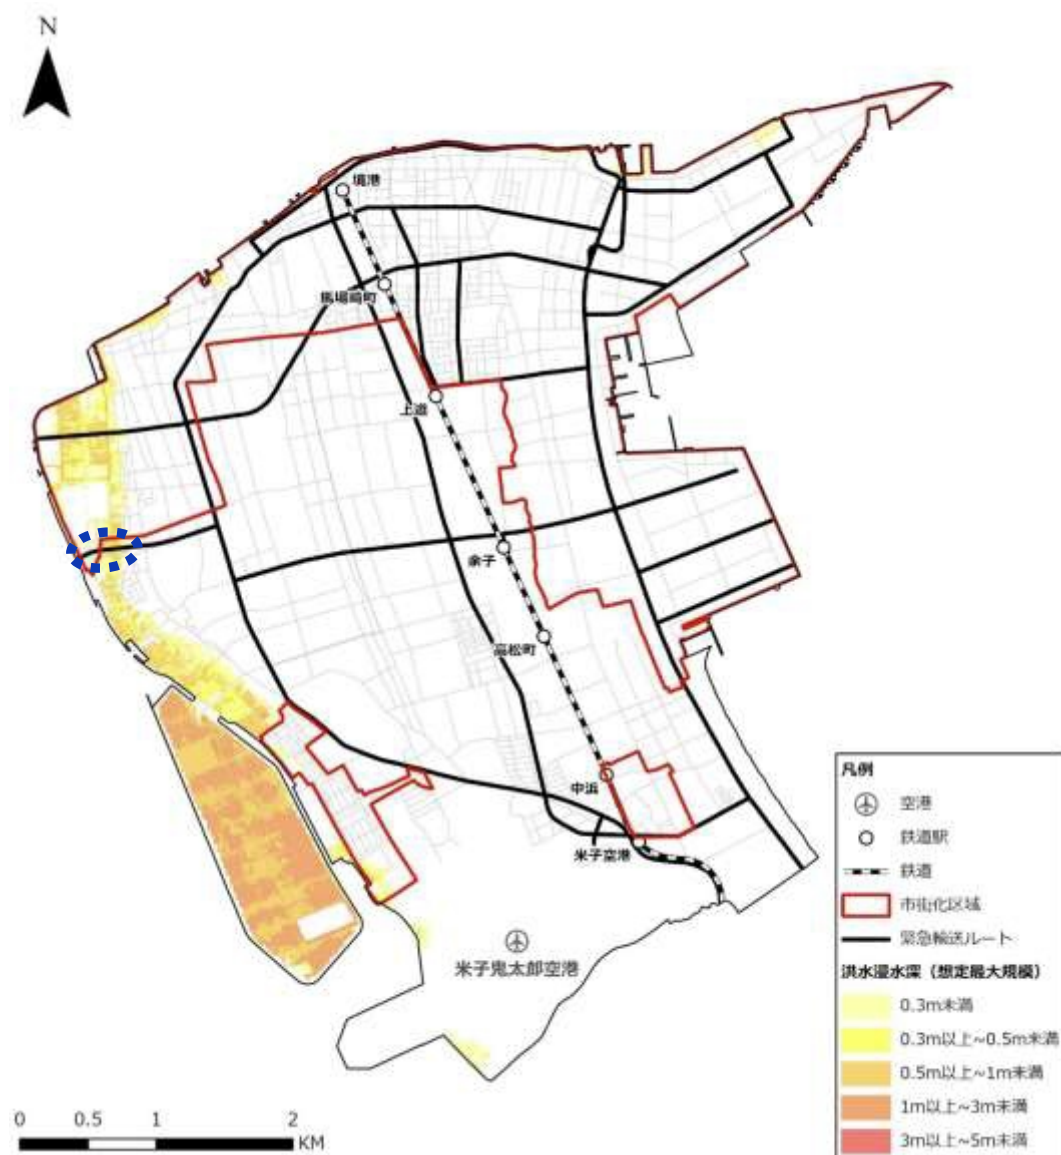 N
境港
馬場崎町
上道
余子
高松町
中浜
米子空港
米子鬼太郎空港
凡例
空港
鉄道駅
鉄道
市街化区域
緊急輸送ルート
洪水浸水深（想定最大規模）
0.3m未満
0.3m以上~0.5m未満
0.5m以上~1m未満
1m以上~3m未満
3m以上~5m未満
0 0.5 1 2
KM